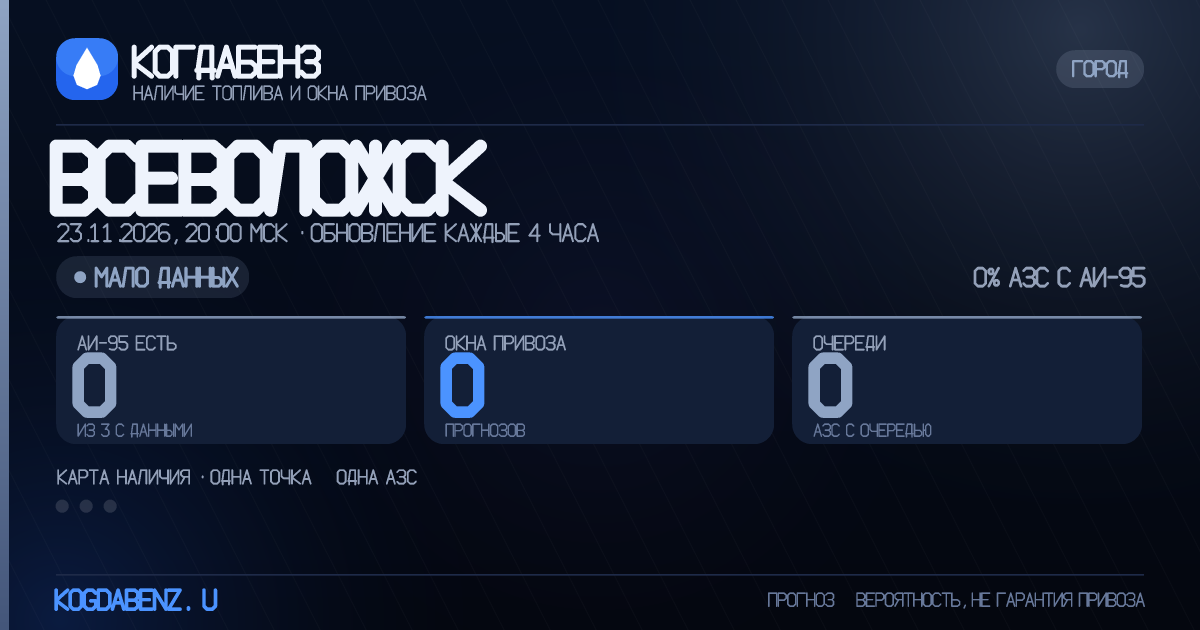 КОГДАБЕНЗ
НАЛИЧИЕ ТОПЛИВА И ОКНА ПРИВОЗА
ГОРОД
ВСЕВОЛОЖСК
23.11.2026, 20:00 МСК · ОБНОВЛЕНИЕ КАЖДЫЕ 4 ЧАСА
МАЛО ДАННЫХ
0% АЗС С АИ-95
АИ-95 ЕСТЬ
0
ИЗ 3 С ДАННЫМИ
ОКНА ПРИВОЗА
0
ПРОГНОЗОВ
ОЧЕРЕДИ
0
АЗС С ОЧЕРЕДЬЮ
КАРТА НАЛИЧИЯ · ОДНА ТОЧКА ОДНА АЗС
KOGDABENZ. U
ПРОГНОЗ ВЕРОЯТНОСТЬ, НЕ ГАРАНТИЯ ПРИВОЗА